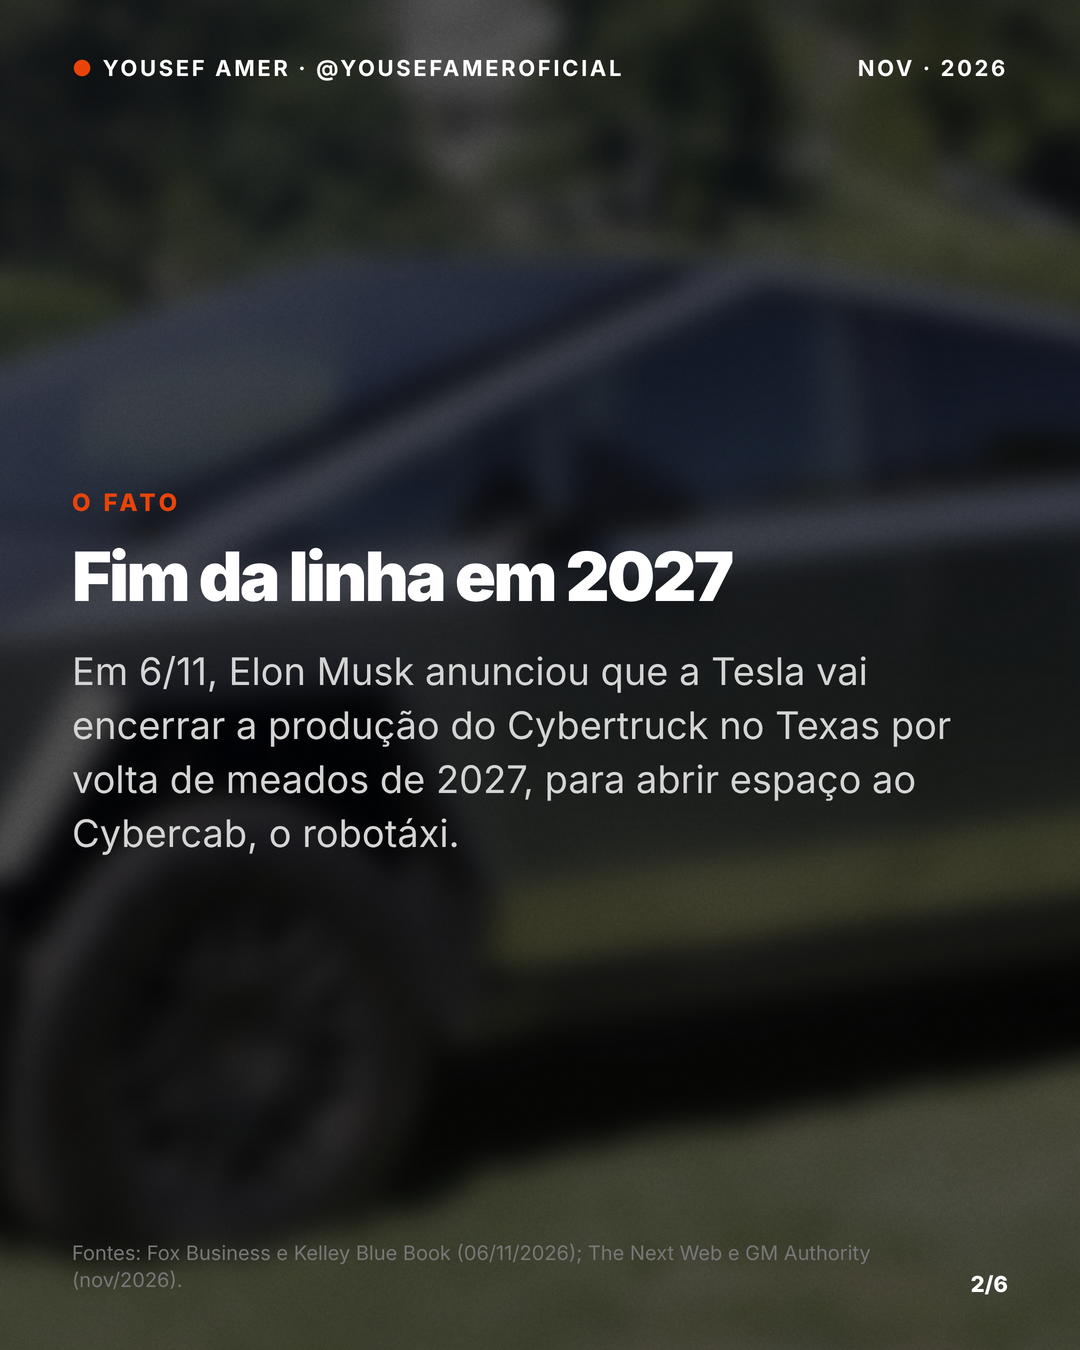 YOUSEF AMER · @YOUSEFAMEROFICIAL
NOV · 2026
O FATO
Fim da linha em 2027
Em 6/11, Elon Musk anunciou que a Tesla vai
encerrar a produção do Cybertruck no Texas por
volta de meados de 2027, para abrir espaço ao
Cybercab, o robotáxi.
Fontes: Fox Business e Kelley Blue Book (06/11/2026); The Next Web e GM Authority
(nov/2026).
2/6